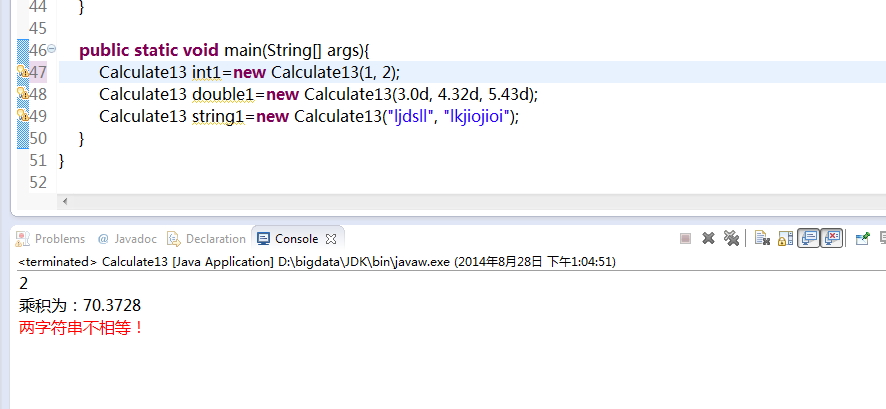 44 }
45
46 public static void main(String[] args){
47 Calculate13 int1=new Calculate13(1, 2);
48 Calculate13 double1=new Calculate13(3.0d, 4.32d, 5.43d);
49 Calculate13 string1=new Calculate13("ljdsll", "lkjiojioi");
50 }
51 }
52
Problems @ Javadoc Declaration Console
<terminated> Calculate13 [Java Application] D:\bigdata\JDK\bin\javaw.exe (2014年8月28日 下午1:04:51)
2
乘积为：70.3728
两字符串不相等！